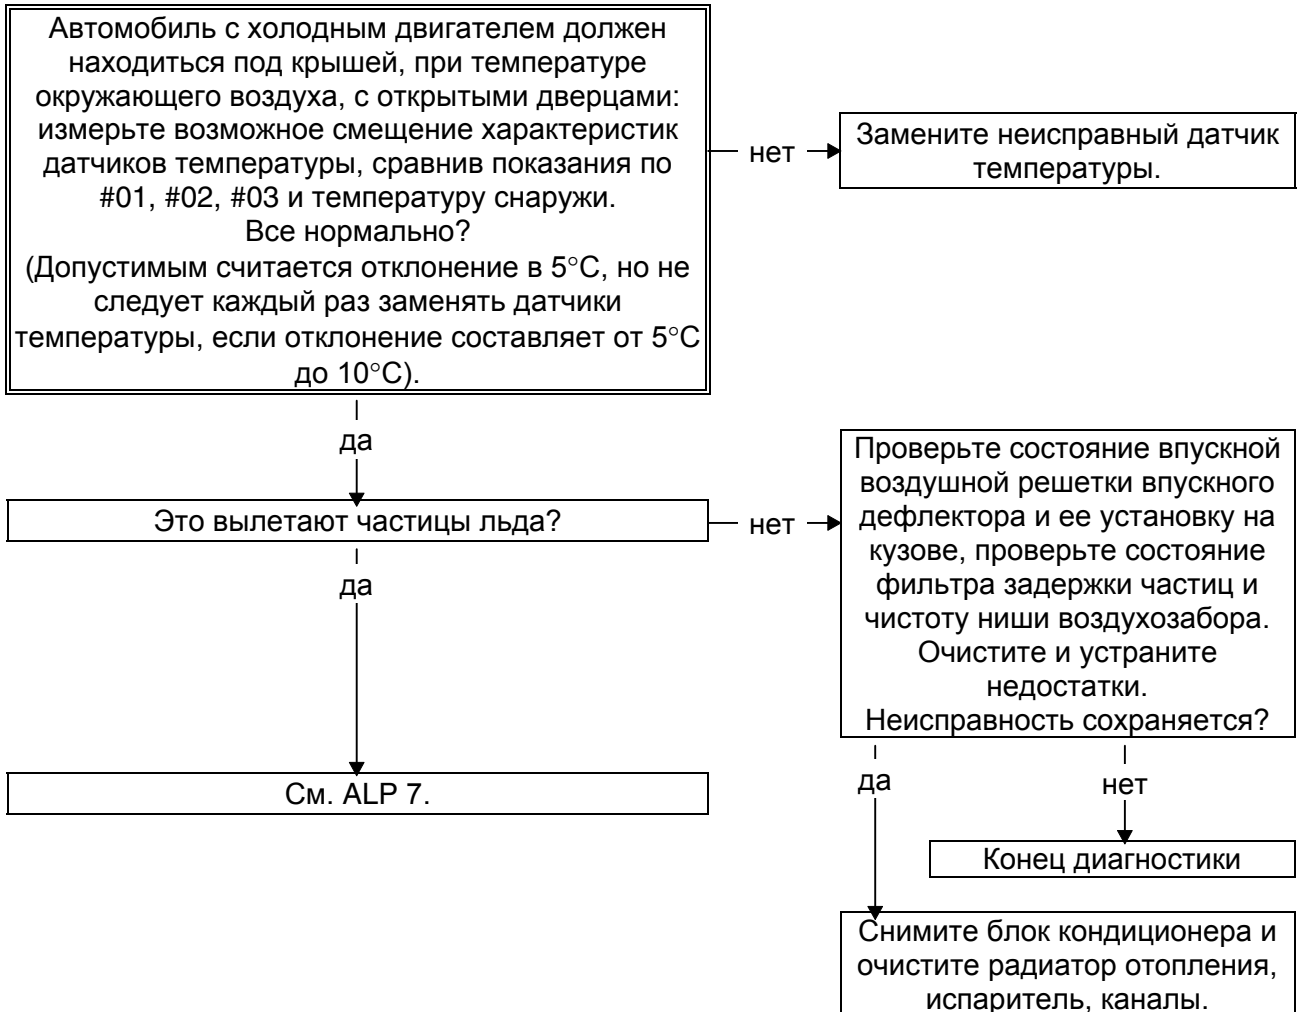 Автомобиль с холодным двигателем должен
находиться под крышей, при температуре
окружающего воздуха, с открытыми дверцами:
измерьте возможное смещение характеристик
датчиков температуры, сравнив показания по
#01, #02, #03 и температуру снаружи.
Все нормально?
(Допустимым считается отклонение в 5°C, но не
следует каждый раз заменять датчики
температуры, если отклонение составляет от 5°C
до 10°C).
нет
Замените неисправный датчик
температуры.
да
Это вылетают частицы льда?
нет
Проверьте состояние впускной
воздушной решетки впускного
дефлектора и ее установку на
кузове, проверьте состояние
фильтра задержки частиц и
чистоту ниши воздухозабора.
Очистите и устраните
недостатки.
Неисправность сохраняется?
да
См. ALP 7.
да
нет
Конец диагностики
Снимите блок кондиционера и
очистите радиатор отопления,
испаритель, каналы.